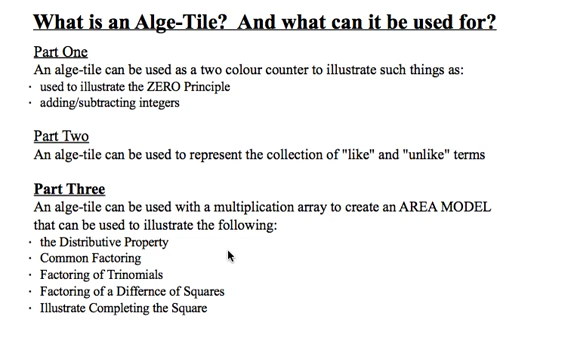 What is an Alge-Tile?  And what can it be used for?
Part One
An alge-tile can be used as a two colour counter to illustrate such things as:
· used to illustrate the ZERO Principle
· adding/subtracting integers
Part Two
An alge-tile can be used to represent the collection of "like" and "unlike" terms
Part Three
An alge-tile can be used with a multiplication array to create an AREA MODEL
that can be used to illustrate the following:
· the Distributive Property
· Common Factoring
· Factoring of Trinomials
· Factoring of a Differnce of Squares
· Illustrate Completing the Square